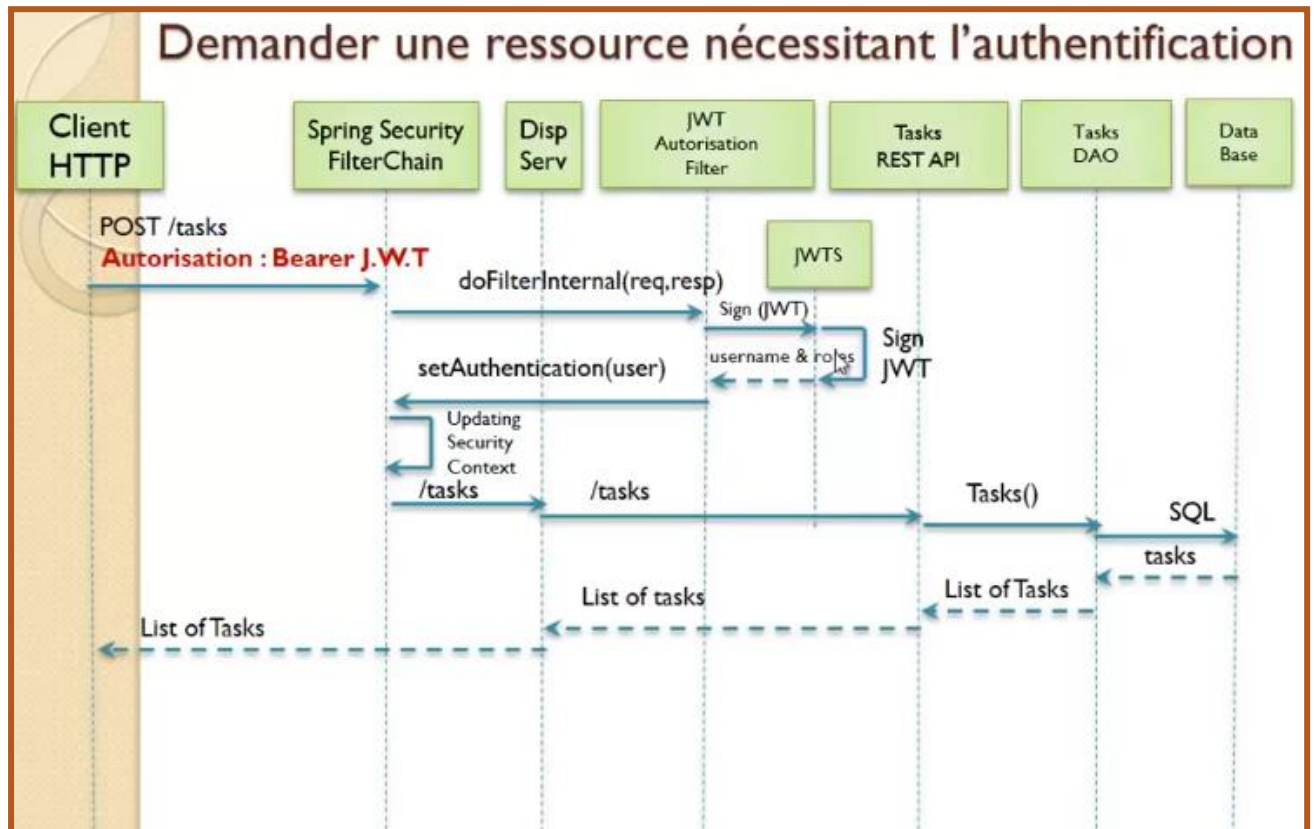 Demander une ressource nécessitant l'authentification
Client
HTTP
Spring Security
FilterChain
Disp
Serv
JWT
Autorisation
Filter
Tasks
REST API
Tasks
DAO
Data
Base
POST /tasks
Autorisation : Bearer J.W.T
JWTS
doFilterInternal(req,resp)
Sign (JWT)
Sign
JWT
username & roles
setAuthentication(user)
Updating
Security
Context
/tasks
/tasks
Tasks()
SQL
tasks
List of Tasks
List of tasks
List of Tasks